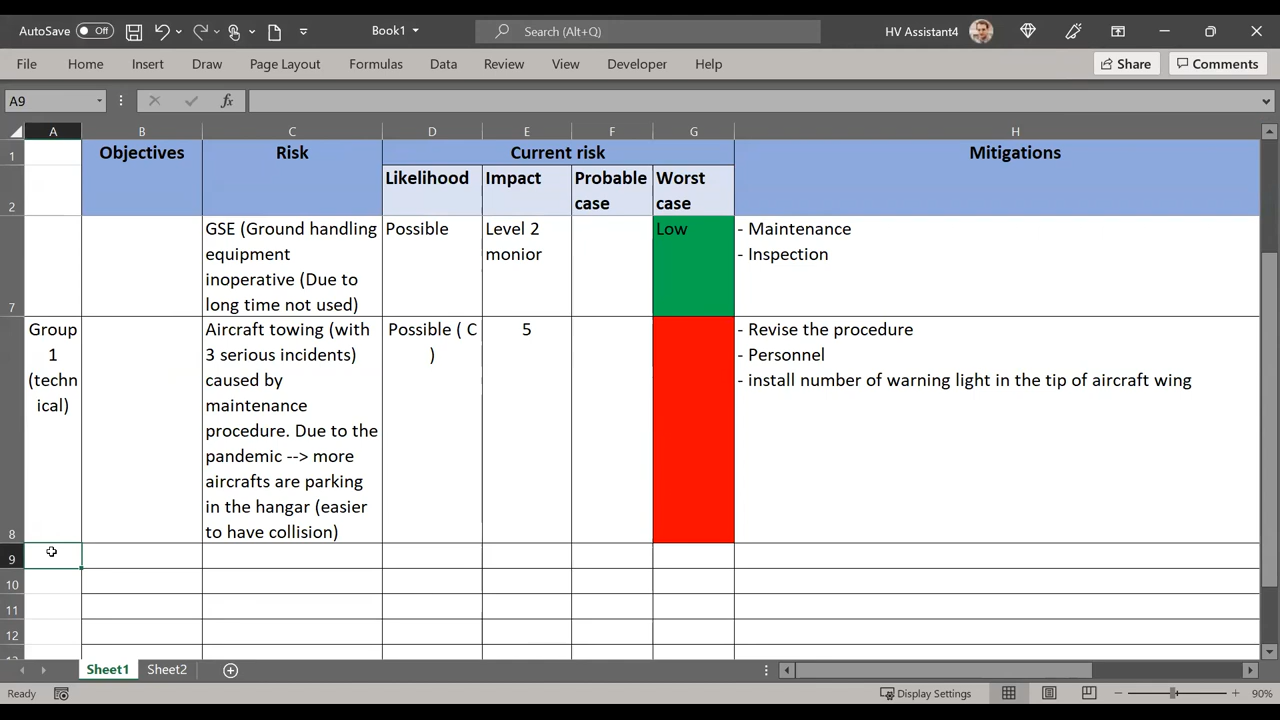 AutoSave Off Book1 Search (Alt+Q) HV Assistant4
File Home Insert Draw Page Layout Formulas Data Review View Developer Help Share Comments
A9 fx
A B C D E F G H
1 Objectives Risk Current risk Mitigations
Likelihood Impact Probable Worst
2 case case
GSE (Ground handling Possible Level 2 Low - Maintenance
equipment monior - Inspection
inoperative (Due to
7 long time not used)
Group Aircraft towing (with Possible ( C 5 - Revise the procedure
1 3 serious incidents) ) - Personnel
(techn caused by - install number of warning light in the tip of aircraft wing
ical) maintenance
procedure. Due to the
pandemic --> more
aircrafts are parking
in the hangar (easier
8 to have collision)
9
10
11
12
Sheet1 Sheet2
Ready Display Settings 90%